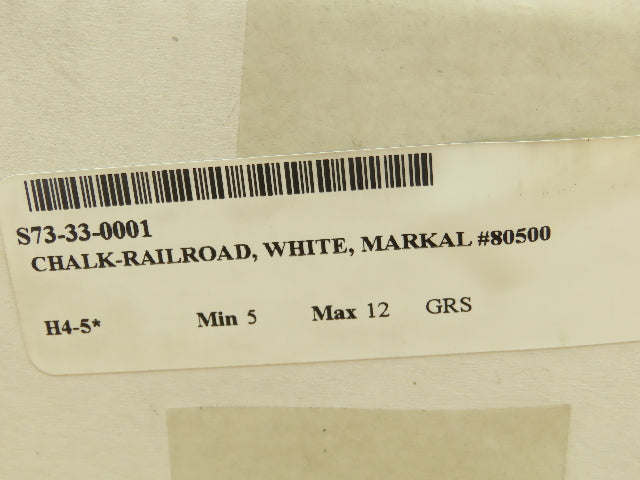 S73-33-0001
CHALK-RAILROAD, WHITE, MARKAL #80500
H4-5* Min 5 Max 12 GRS